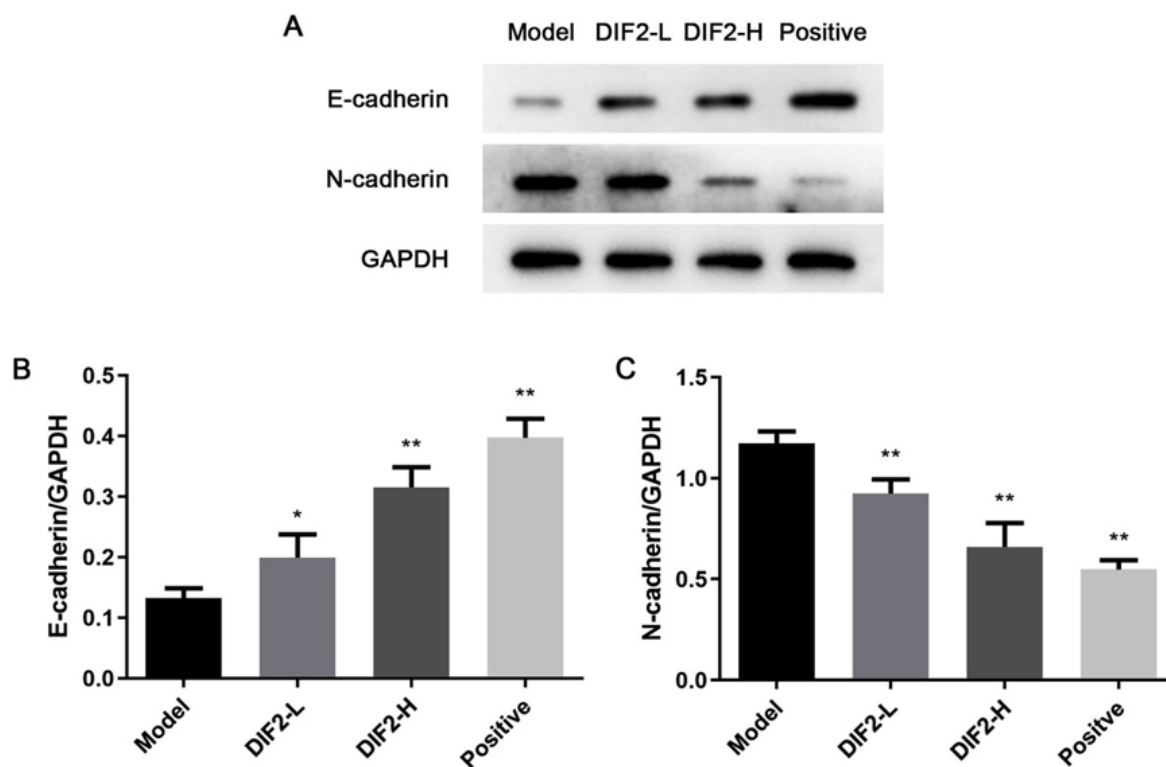 A
Model DIF2-L DIF2-H Positive
E-cadherin
N-cadherin
GAPDH
B
E-cadherin/GAPDH
0.5
0.4
0.3
0.2
0.1
0.0
*
**
**
Model
DIF2-L
DIF2-H
Positive
C
N-cadherin/GAPDH
1.5
1.0
0.5
0.0
**
**
**
Model
DIF2-L
DIF2-H
Positve